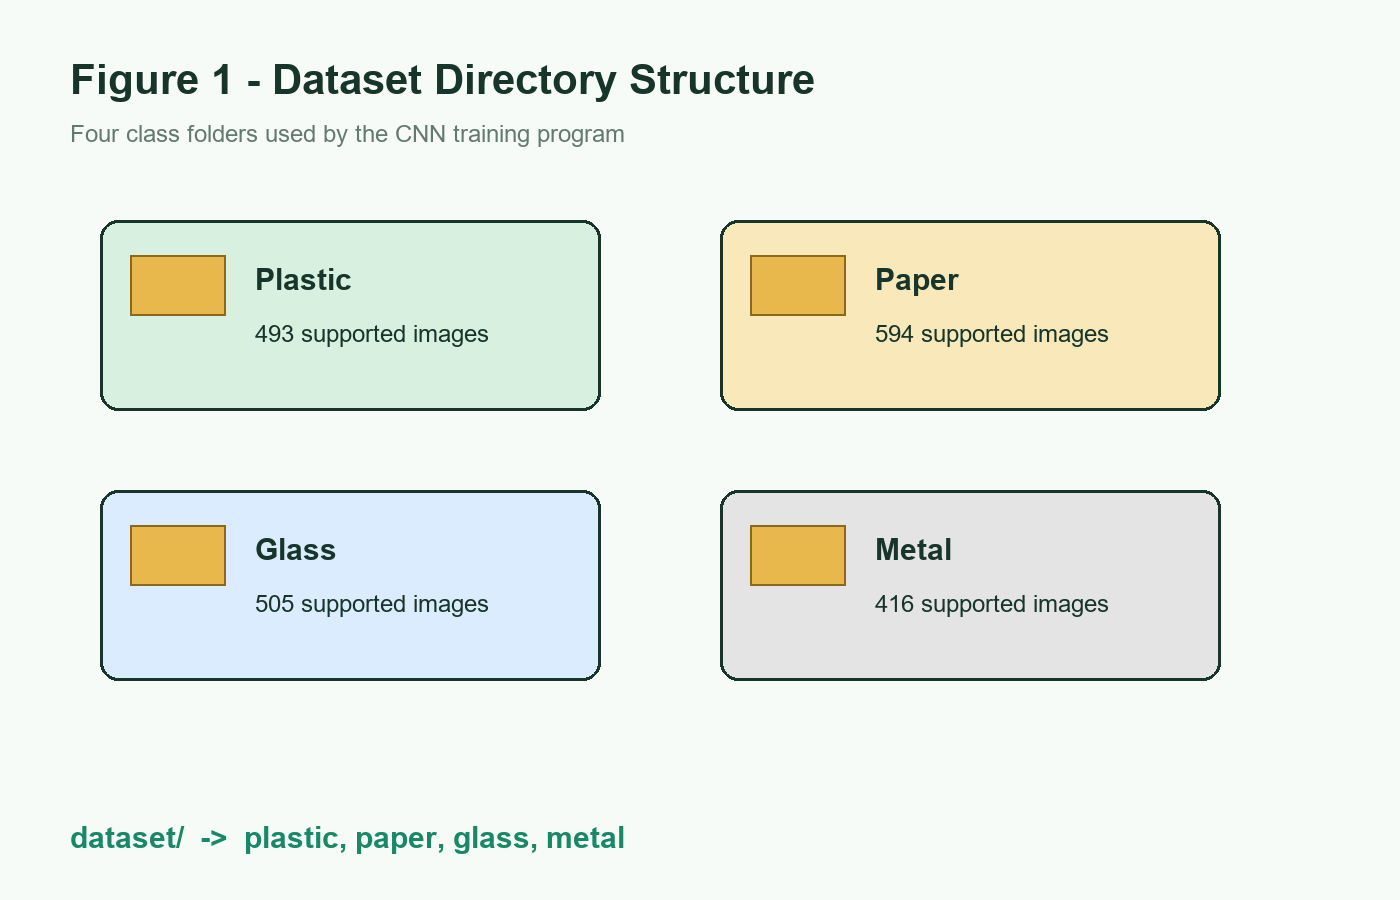 Figure 1 - Dataset Directory Structure
Four class folders used by the CNN training program
Plastic
493 supported images
Paper
594 supported images
Glass
505 supported images
Metal
416 supported images
dataset/  ->  plastic, paper, glass, metal